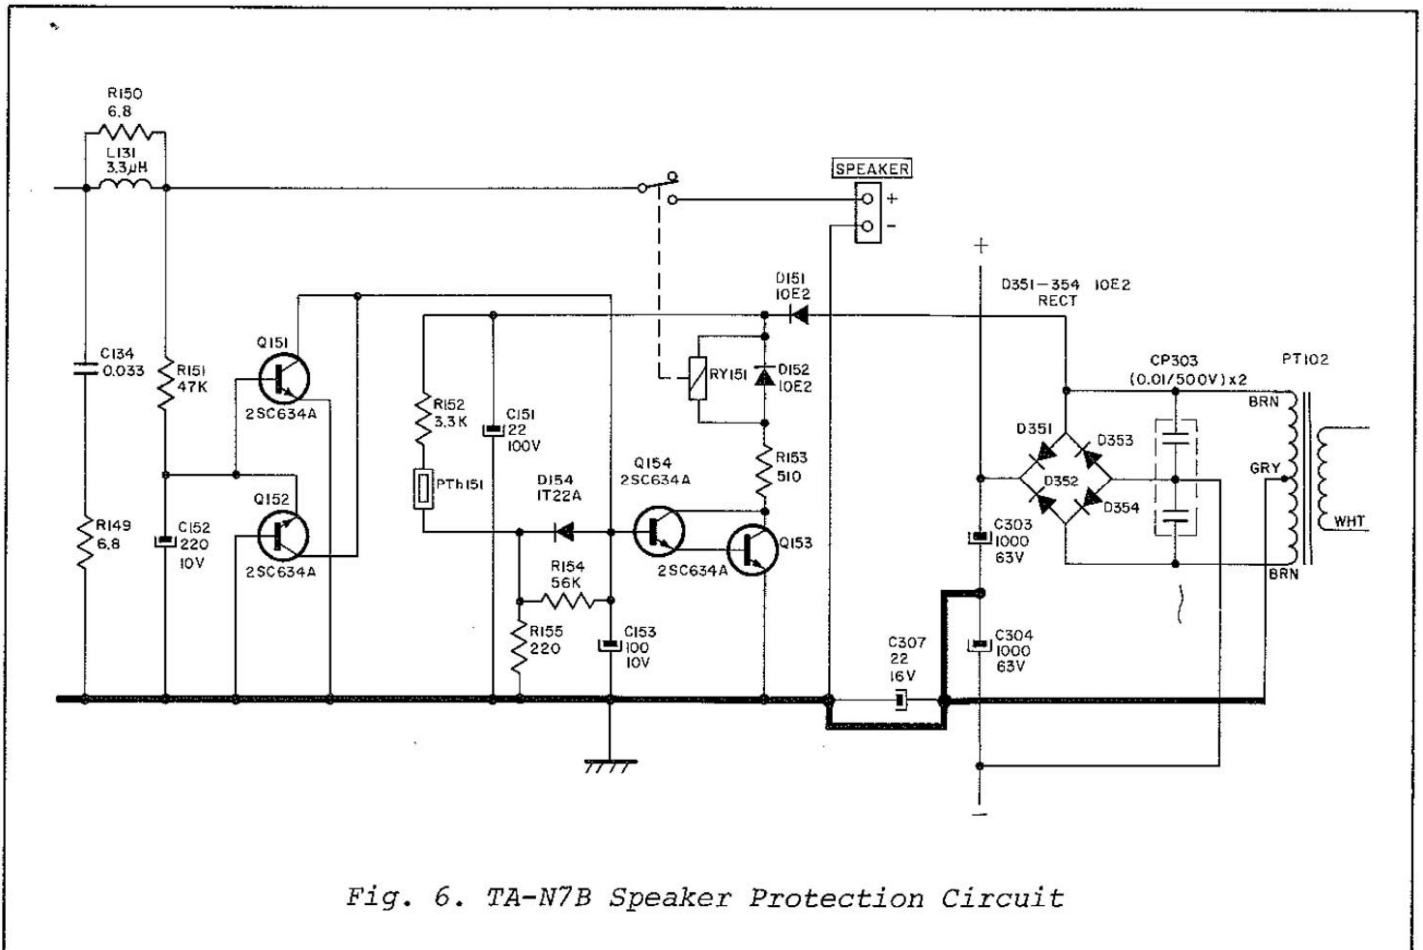 R150
6.8
L131
3.3μH
SPEAKER
+
-
+
D151
10E2
D351-354 10E2
RECT
Q151
C134
0.033
R151
47K
2SC634A
RY151
D152
10E2
CP303
(0.01/500V)x2
PT102
BRN
R152
3.3K
C151
22
100V
D351
D353
R153
510
Q154
2SC634A
D154
1T22A
PTh151
GRY
D352
D354
Q152
R149
6.8
C152
220
10V
2SC634A
WHT
C303
1000
63V
Q153
2SC634A
R154
56K
BRN
R155
220
C153
100
10V
C307
22
16V
C304
1000
63V
-
Fig. 6. TA-N7B Speaker Protection Circuit